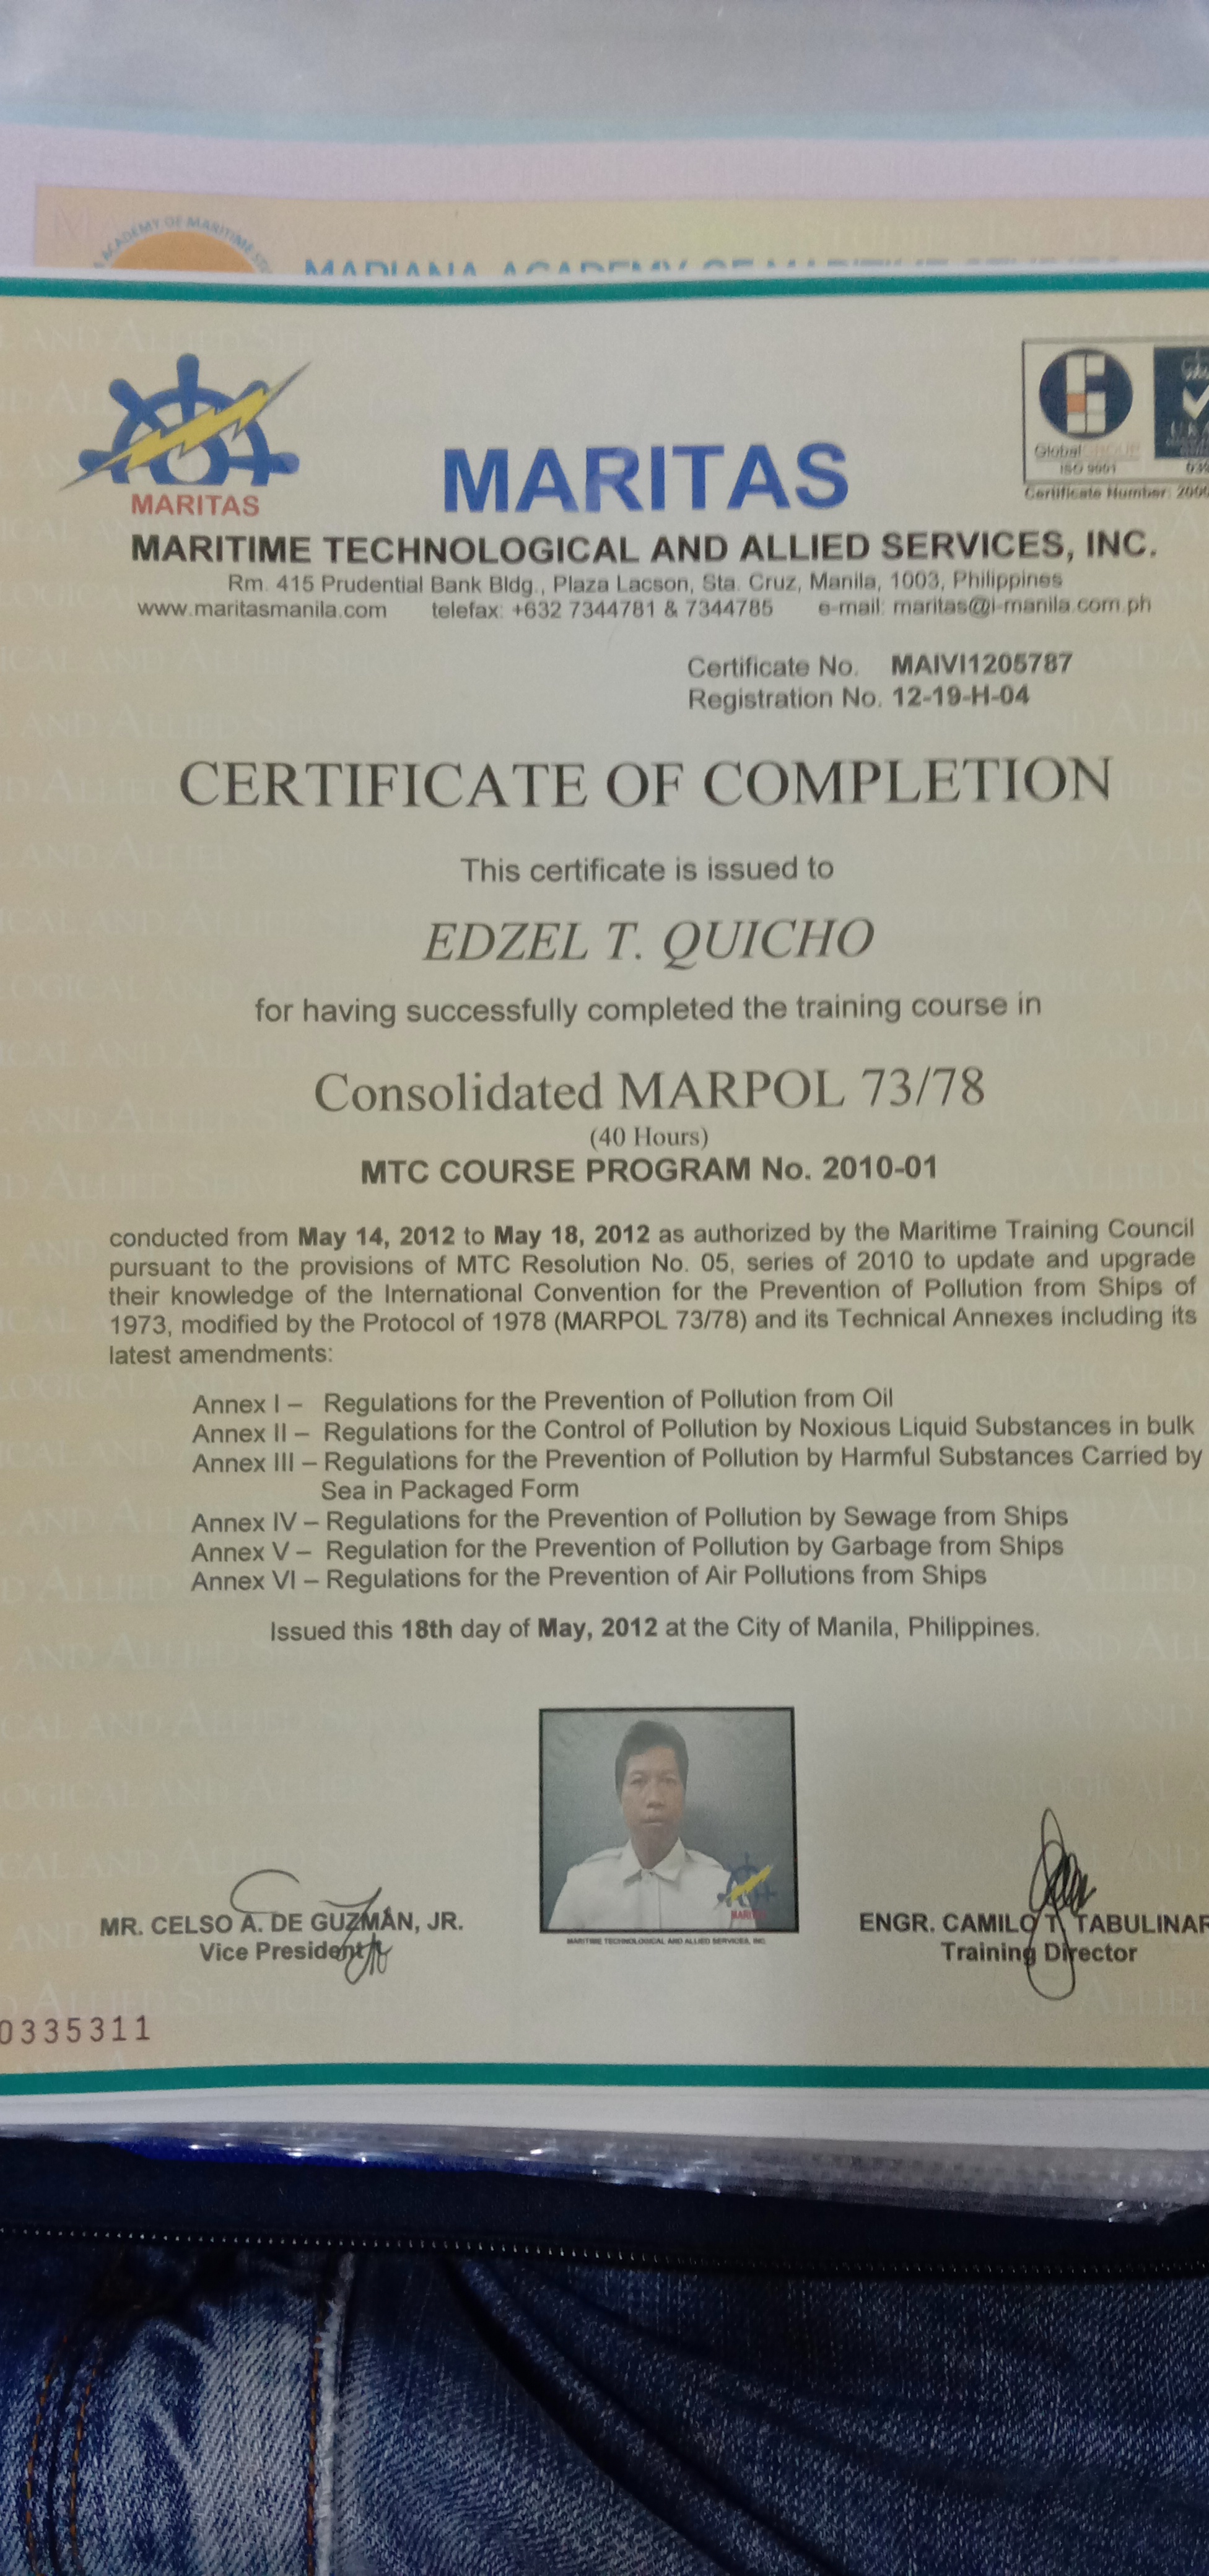 ACADEMY OF MARITIME
MARIANA ACADEMY OF
MARITAS
MARITAS
Global GROUP
ISO 9001
Certificate Number:
MARITIME TECHNOLOGICAL AND ALLIED SERVICES, INC.
Rm. 415 Prudential Bank Bldg., Plaza Lacson, Sta. Cruz, Manila, 1003, Philippines
www.maritasmanila.com telefax: +632 7344781 & 7344785 e-mail: maritas@i-manila.com.ph
Certificate No. MAIVI1205787
Registration No. 12-19-H-04
CERTIFICATE OF COMPLETION
This certificate is issued to
EDZEL T. QUICHO
for having successfully completed the training course in
Consolidated MARPOL 73/78
(40 Hours)
MTC COURSE PROGRAM No. 2010-01
conducted from May 14, 2012 to May 18, 2012 as authorized by the Maritime Training Council
pursuant to the provisions of MTC Resolution No. 05, series of 2010 to update and upgrade
their knowledge of the International Convention for the Prevention of Pollution from Ships of
1973, modified by the Protocol of 1978 (MARPOL 73/78) and its Technical Annexes including its
latest amendments:
Annex I – Regulations for the Prevention of Pollution from Oil
Annex II – Regulations for the Control of Pollution by Noxious Liquid Substances in bulk
Annex III – Regulations for the Prevention of Pollution by Harmful Substances Carried by
Sea in Packaged Form
Annex IV – Regulations for the Prevention of Pollution by Sewage from Ships
Annex V – Regulation for the Prevention of Pollution by Garbage from Ships
Annex VI – Regulations for the Prevention of Air Pollutions from Ships
Issued this 18th day of May, 2012 at the City of Manila, Philippines.
MARITIME TECHNOLOGICAL AND ALLIED SERVICES, INC.
MR. CELSO A. DE GUZMAN, JR.
Vice President
ENGR. CAMILO T. TABULINAR
Training Director
0335311